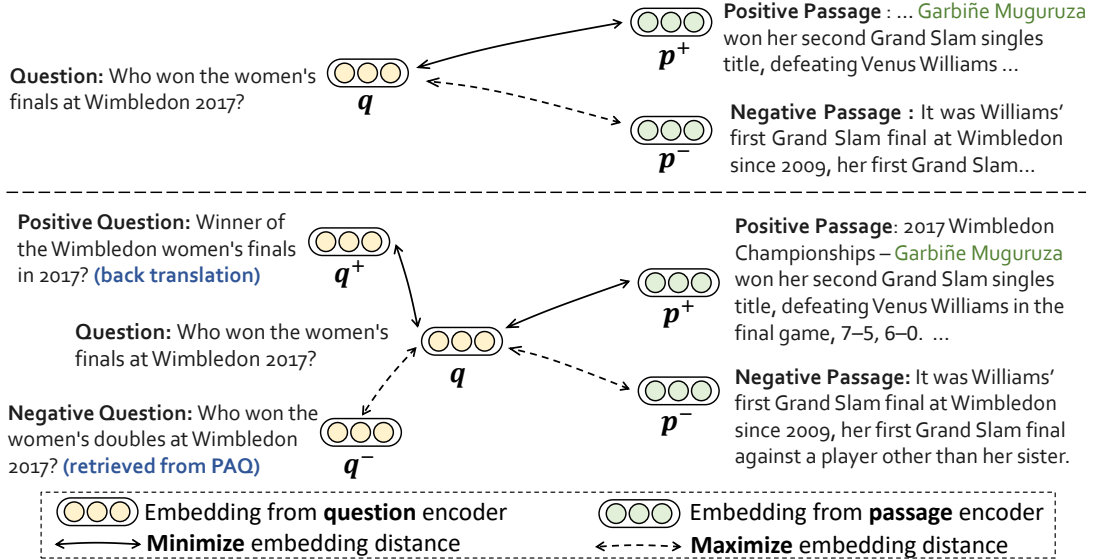 Question: Who won the women's
finals at Wimbledon 2017?
q
p+
Positive Passage : ... Garbiñe Muguruza
won her second Grand Slam singles
title, defeating Venus Williams ...
p−
Negative Passage : It was Williams'
first Grand Slam final at Wimbledon
since 2009, her first Grand Slam...
Positive Question: Winner of
the Wimbledon women's finals
in 2017? (back translation)
q+
Question: Who won the women's
finals at Wimbledon 2017?
q
Negative Question: Who won the
women's doubles at Wimbledon
2017? (retrieved from PAQ)
q−
p+
Positive Passage: 2017 Wimbledon
Championships – Garbiñe Muguruza
won her second Grand Slam singles
title, defeating Venus Williams in the
final game, 7–5, 6–0. ...
p−
Negative Passage: It was Williams'
first Grand Slam final at Wimbledon
since 2009, her first Grand Slam final
against a player other than her sister.
Embedding from question encoder
Embedding from passage encoder
Minimize embedding distance
Maximize embedding distance